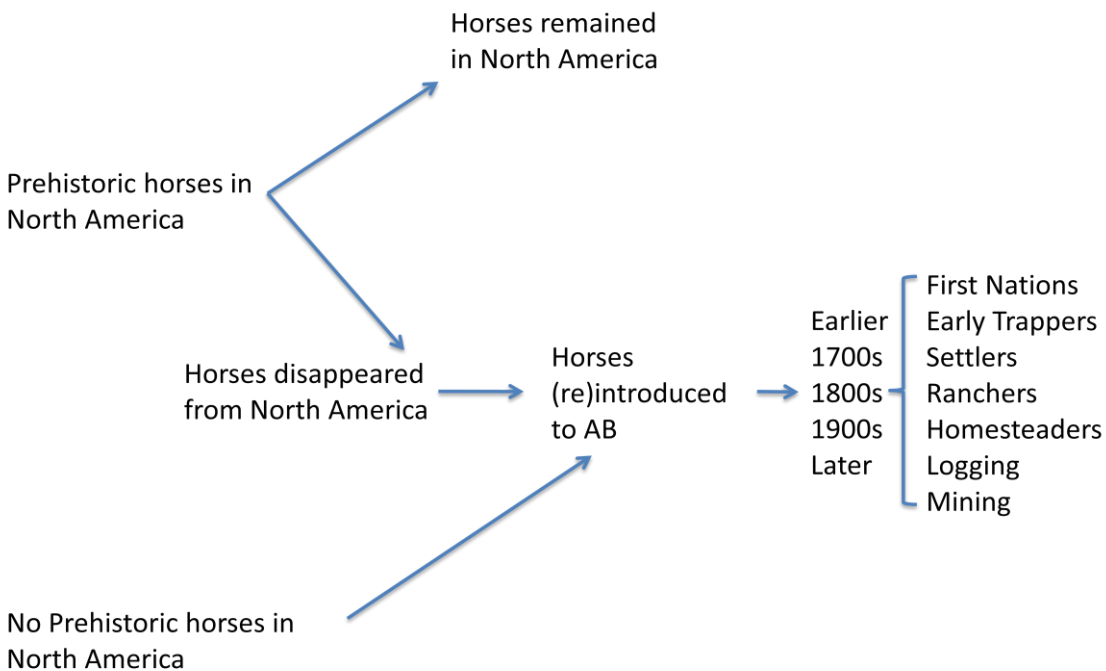 Horses remained
in North America
Prehistoric horses in
North America
Horses disappeared
from North America
Horses
(re)introduced
to AB
Earlier
1700s
1800s
1900s
Later
First Nations
Early Trappers
Settlers
Ranchers
Homesteaders
Logging
Mining
No Prehistoric horses in
North America